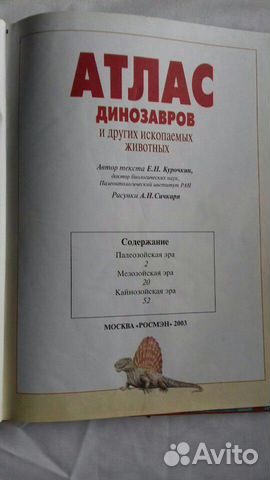 АТЛАС
ДИНОЗАВРОВ
и других ископаемых
животных
Автор текста Е.Н. Курочкин,
доктор биологических наук,
Палеонтологический институт РАН
Рисунки А.Н. Сичкаря
Содержание
Палеозойская эра
2
Мезозойская эра
20
Кайнозойская эра
52
МОСКВА «РОСМЭН» 2003
Avito